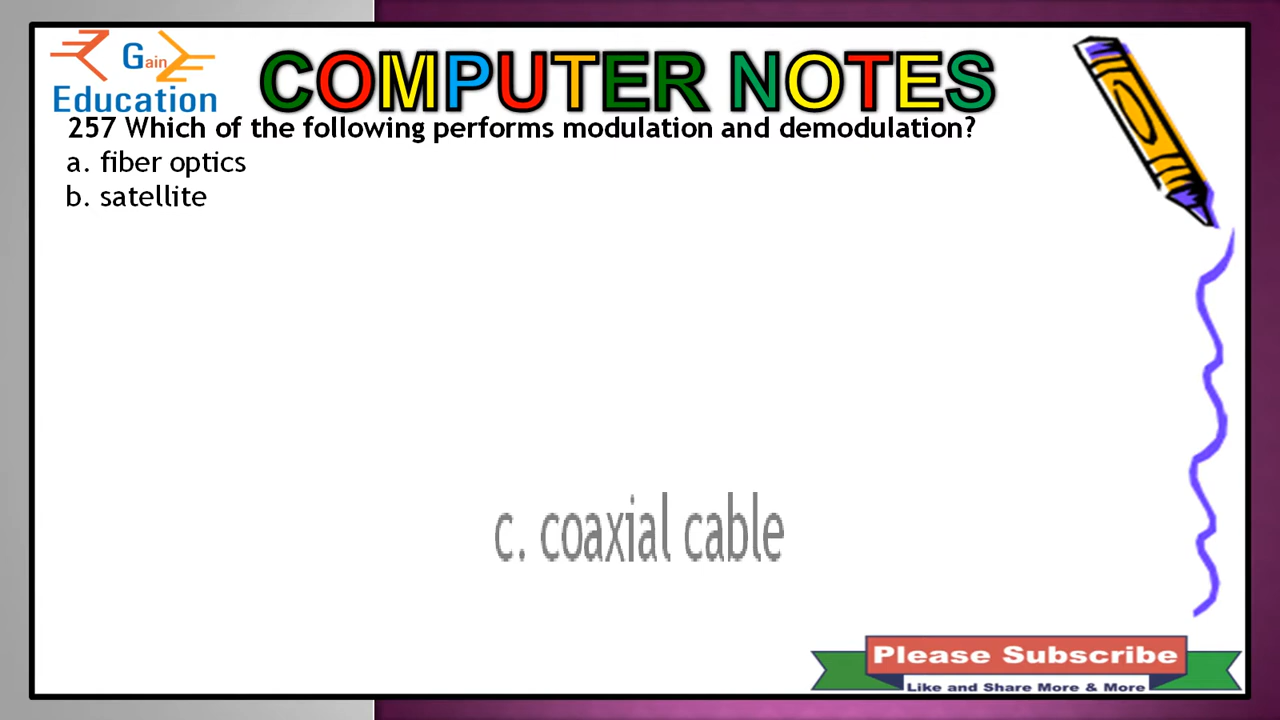 Gain
Education
COMPUTER NOTES
257 Which of the following performs modulation and demodulation?
a. fiber optics
b. satellite
c. coaxial cable
Please Subscribe
Like and Share More & More